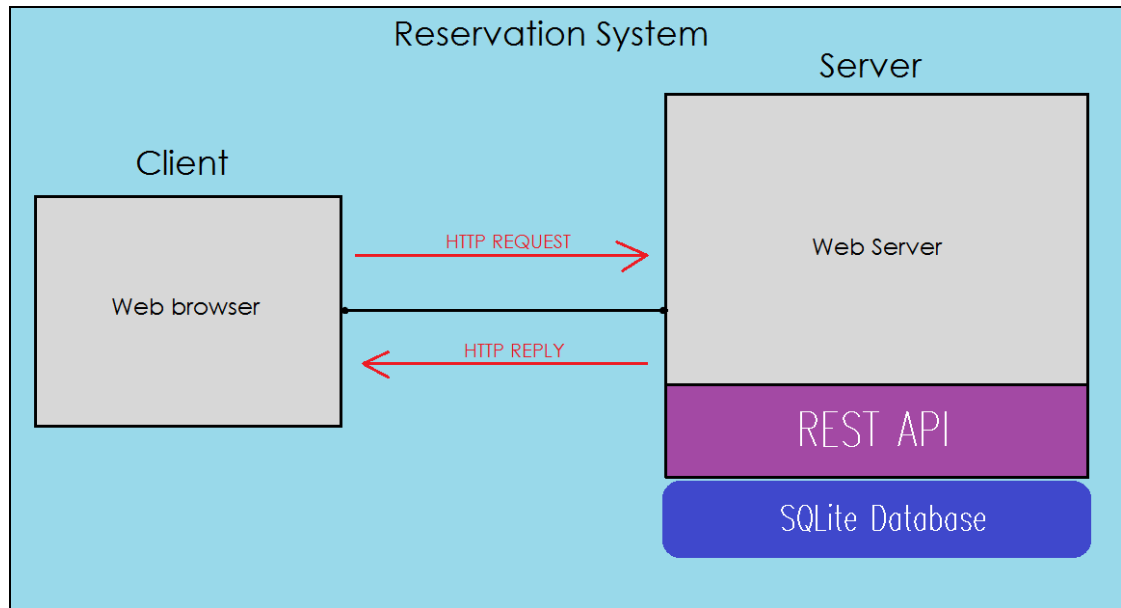 Reservation System
Server
Client
HTTP REQUEST
Web Server
Web browser
HTTP REPLY
REST API
SQLite Database